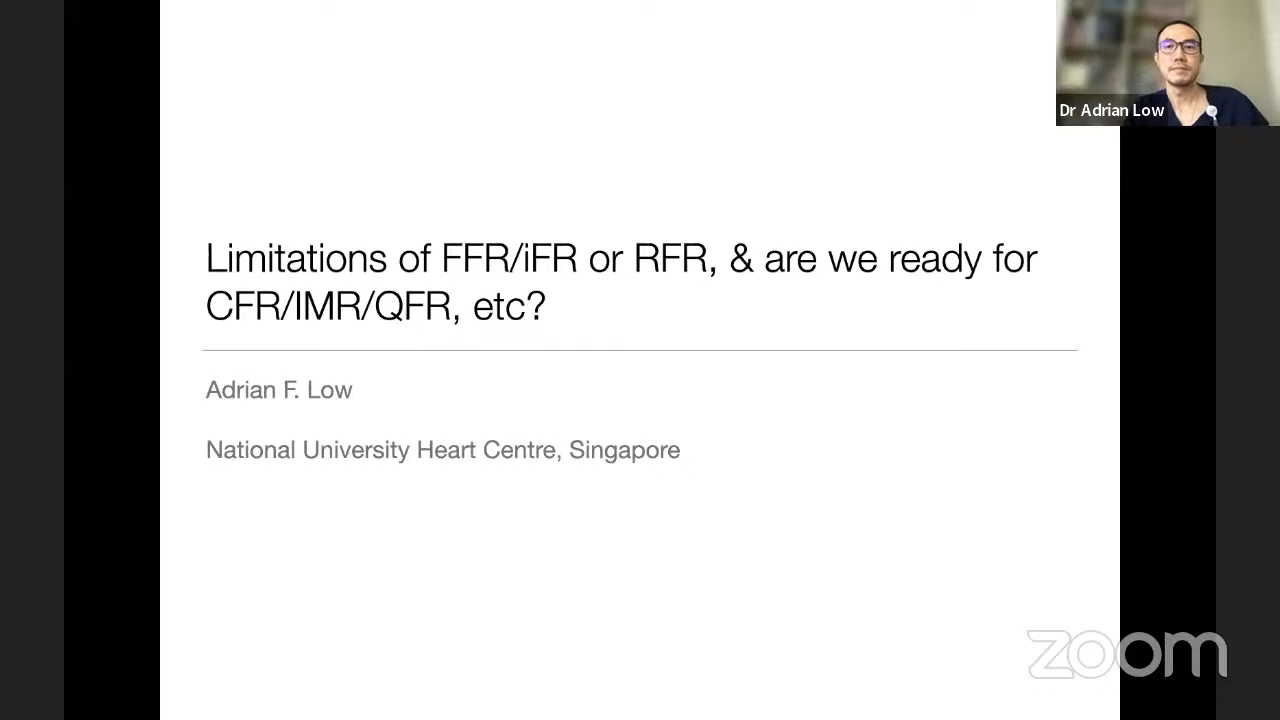 Dr Adrian Low
Limitations of FFR/iFR or RFR, & are we ready for
CFR/IMR/QFR, etc?
Adrian F. Low
National University Heart Centre, Singapore
zoom